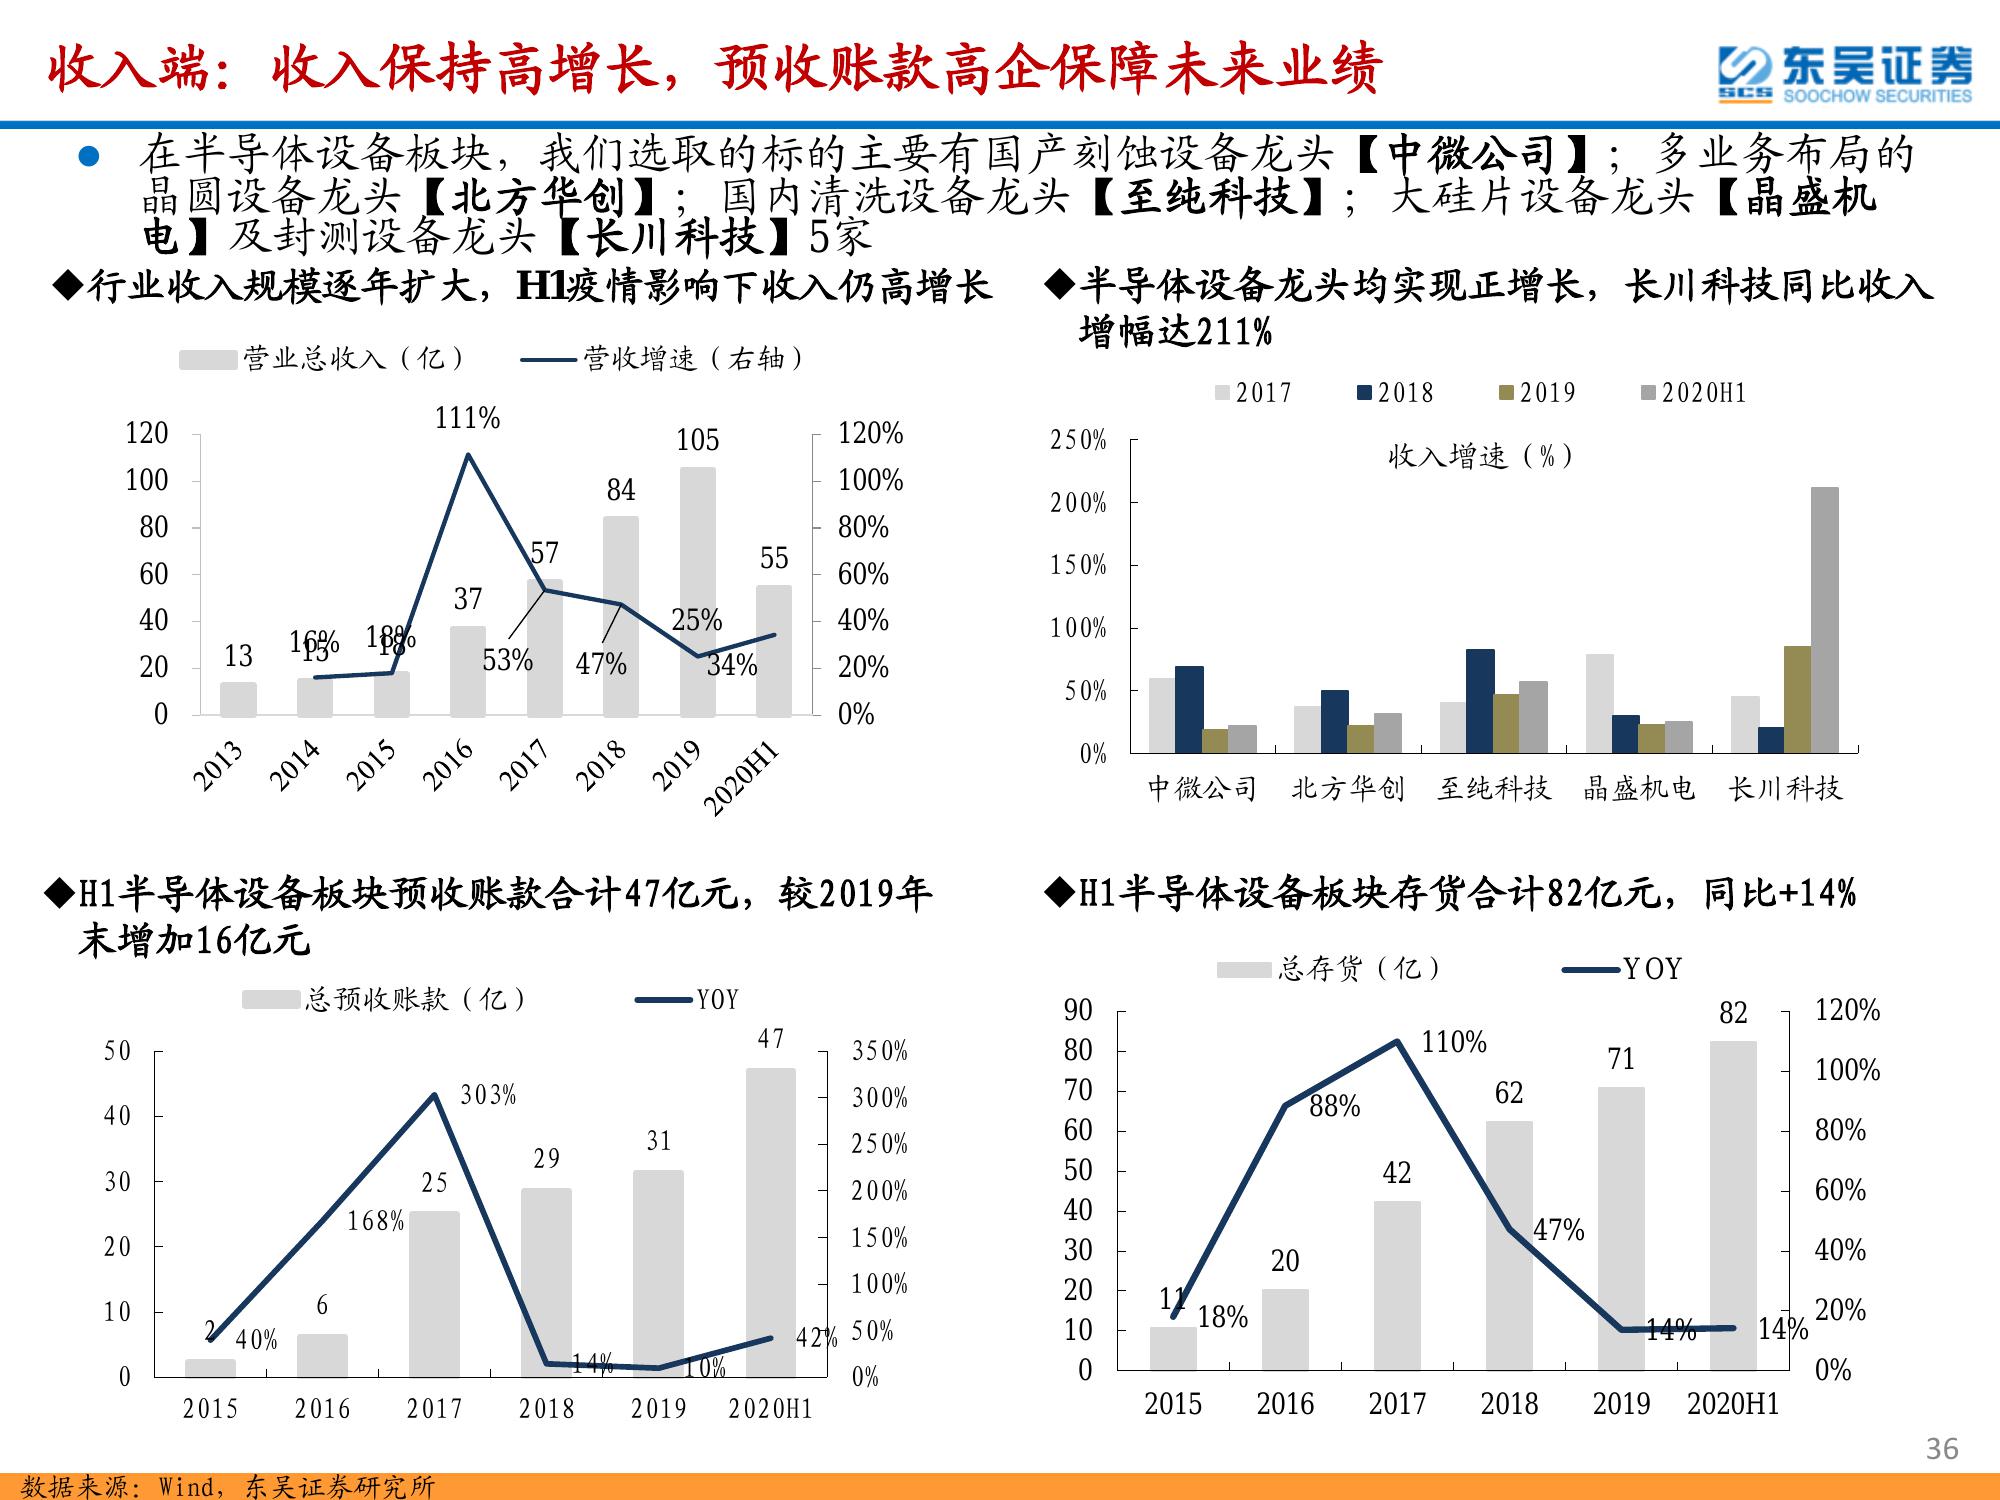 收入端：收入保持高增长，预收账款高企保障未来业绩
东吴证券
SCS
SOOCHOW SECURITIES
● 在半导体设备板块，我们选取的标的主要有国产刻蚀设备龙头【中微公司】；多业务布局的
晶圆设备龙头【北方华创】；国内清洗设备龙头【至纯科技】；大硅片设备龙头【晶盛机
电】及封测设备龙头【长川科技】5家
◆行业收入规模逐年扩大，H1疫情影响下收入仍高增长
营业总收入（亿） 营收增速（右轴）
120 100 80 60 40 20 0
13 15 18 37 57 84 105 55
16% 18% 111% 53% 47% 25% 34%
120% 100% 80% 60% 40% 20% 0%
2013 2014 2015 2016 2017 2018 2019 2020H1
◆半导体设备龙头均实现正增长，长川科技同比收入
增幅达211%
2017 2018 2019 2020H1
收入增速（%）
250% 200% 150% 100% 50% 0%
中微公司 北方华创 至纯科技 晶盛机电 长川科技
◆H1半导体设备板块预收账款合计47亿元，较2019年
末增加16亿元
总预收账款（亿） YOY
50 40 30 20 10 0
2 6 25 29 31 47
40% 168% 303% 14% 10% 42%
350% 300% 250% 200% 150% 100% 50% 0%
2015 2016 2017 2018 2019 2020H1
◆H1半导体设备板块存货合计82亿元，同比+14%
总存货（亿） YOY
90 80 70 60 50 40 30 20 10 0
11 20 42 62 71 82
18% 88% 110% 47% 14% 14%
120% 100% 80% 60% 40% 20% 0%
2015 2016 2017 2018 2019 2020H1
36
数据来源：Wind，东吴证券研究所